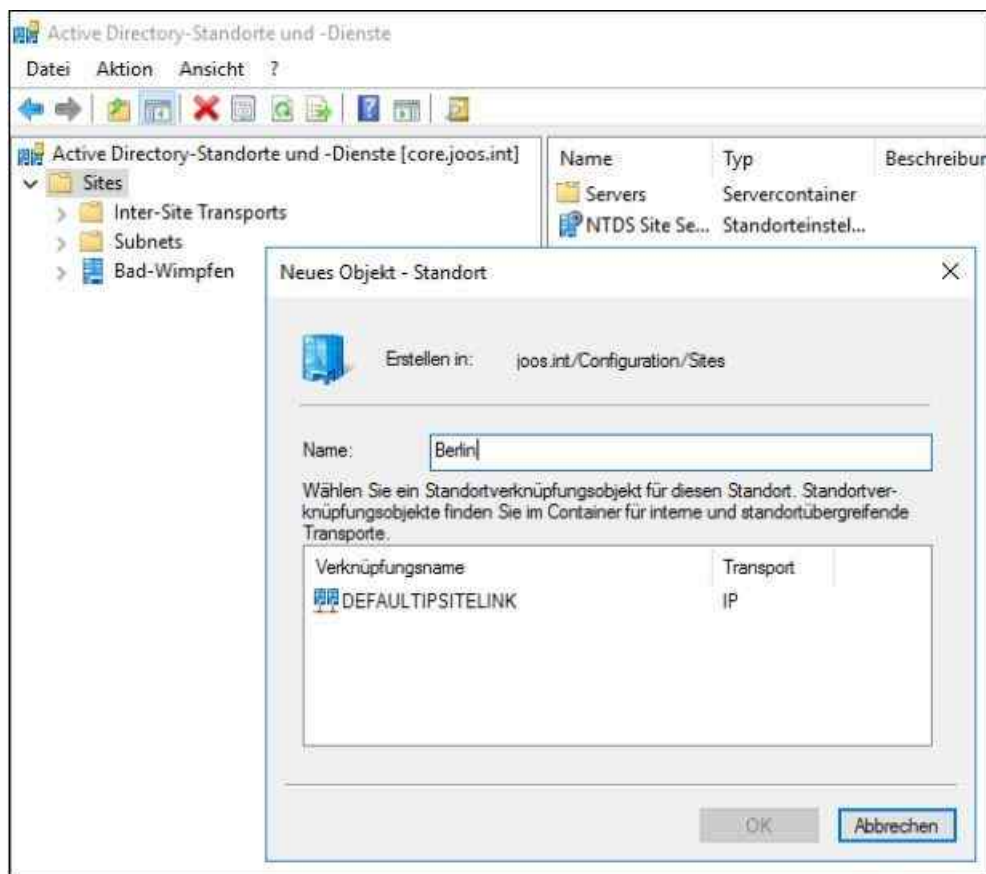 Active Directory-Standorte und -Dienste
Datei Aktion Ansicht ?
Active Directory-Standorte und -Dienste [core.joos.int]
Sites
Inter-Site Transports
Subnets
Bad-Wimpfen
Name Typ Beschreibun
Servers Servercontainer
NTDS Site Se... Standorteinstel...
Neues Objekt - Standort
Erstellen in: joos.int/Configuration/Sites
Name: Berlin
Wählen Sie ein Standortverknüpfungsobjekt für diesen Standort. Standortver-
knüpfungsobjekte finden Sie im Container für interne und standortübergreifende
Transporte.
Verknüpfungsname Transport
DEFAULTIPSITELINK IP
OK Abbrechen